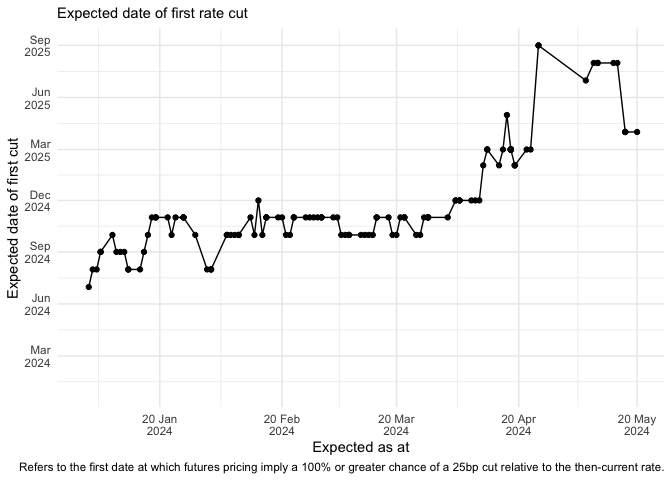 Expected date of first rate cut
Expected date of first cut
Sep
2025
Jun
2025
Mar
2025
Dec
2024
Sep
2024
Jun
2024
Mar
2024
20 Jan
2024
20 Feb
2024
20 Mar
2024
20 Apr
2024
20 May
2024
Expected as at
Refers to the first date at which futures pricing imply a 100% or greater chance of a 25bp cut relative to the then-current rate.